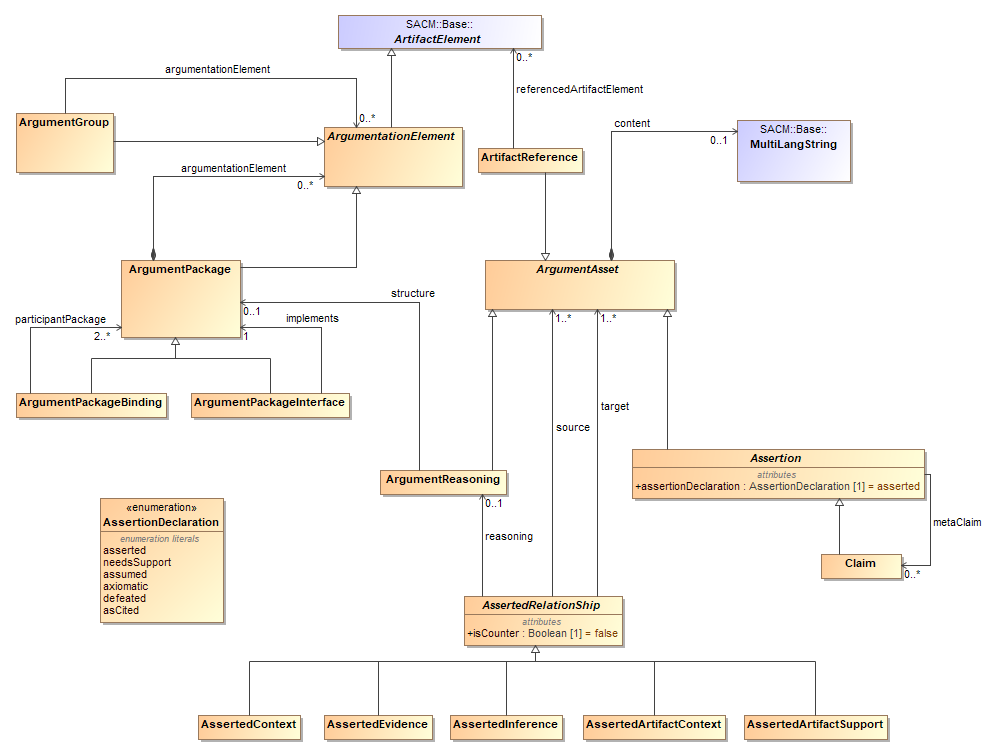 SACM::Base::
ArtifactElement
argumentationElement
0..*
0..*
referencedArtifactElement
ArgumentGroup
ArgumentationElement
content
0..1
SACM::Base::
MultiLangString
ArtifactReference
argumentationElement
0..*
ArgumentPackage
ArgumentAsset
structure
0..1
participantPackage
2..*
implements
1
1..*
1..*
ArgumentPackageBinding
ArgumentPackageInterface
target
source
Assertion
attributes
+assertionDeclaration : AssertionDeclaration [1] = asserted
ArgumentReasoning
0..1
reasoning
metaClaim
Claim
0..*
«enumeration»
AssertionDeclaration
enumeration literals
asserted
needsSupport
assumed
axiomatic
defeated
asCited
AssertedRelationShip
attributes
+isCounter : Boolean [1] = false
AssertedContext
AssertedEvidence
AssertedInference
AssertedArtifactContext
AssertedArtifactSupport